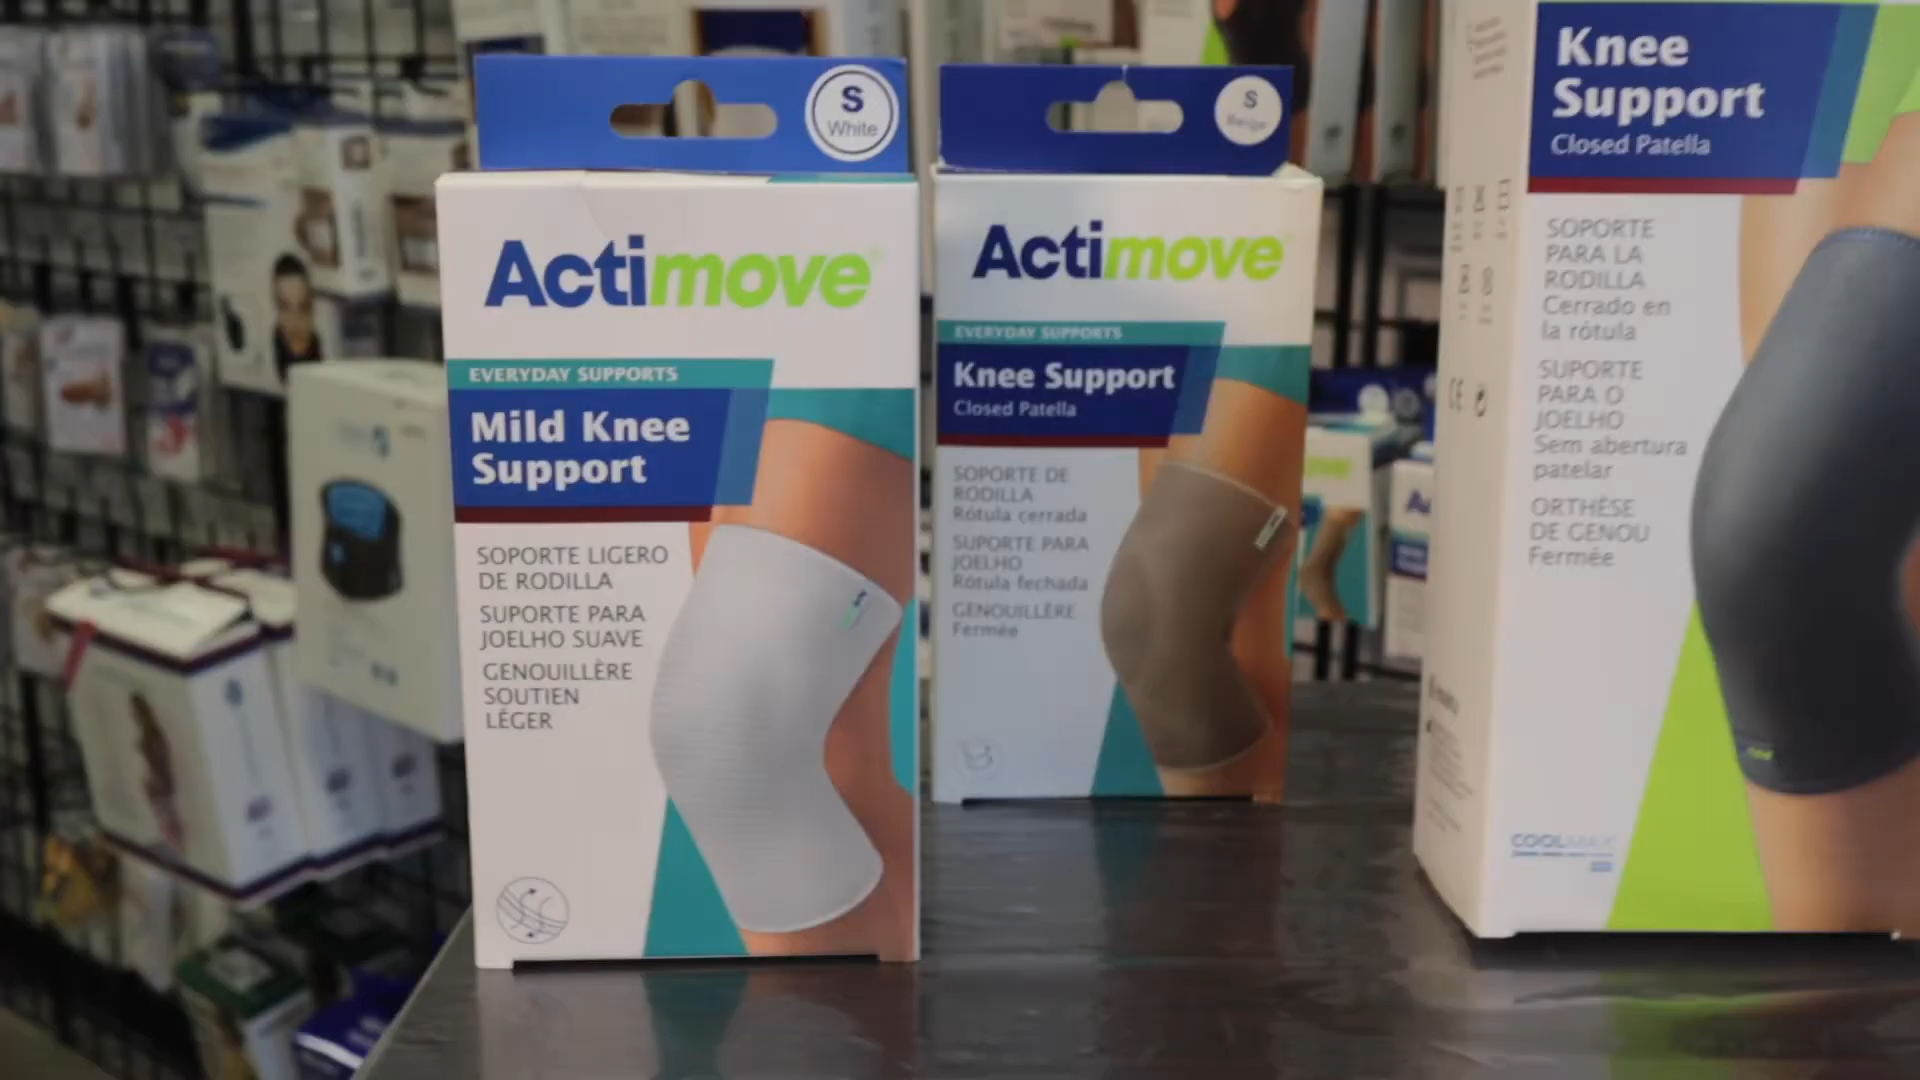 S
White
Actimove
EVERYDAY SUPPORTS
Mild Knee
Support
SOPORTE LIGERO
DE RODILLA
SUPORTE PARA
JOELHO SUAVE
GENOUILLÈRE
SOUTIEN
LÉGER
S
Beige
Actimove
EVERYDAY SUPPORTS
Knee Support
Closed Patella
SOPORTE DE
RODILLA
Rótula cerrada
SUPORTE PARA
JOELHO
Rótula fechada
GENOUILLÈRE
Fermée
Knee
Support
Closed Patella
SOPORTE
PARA LA
RODILLA
Cerrado en
la rótula
SUPORTE
PARA O
JOELHO
Sem abertura
patelar
ORTHÈSE
DE GENOU
Fermée
COOLMAX
CE